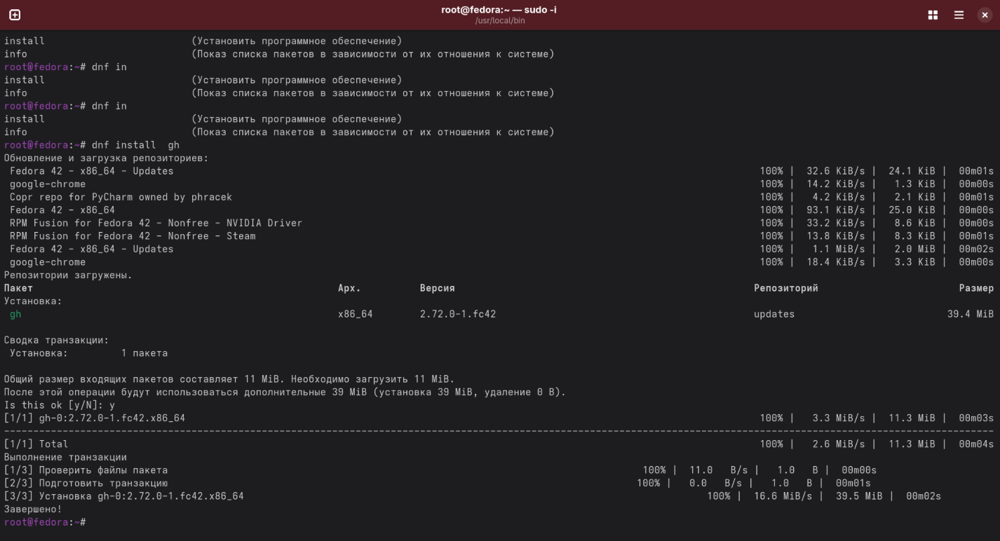 root@fedora:~ — sudo -i
/usr/local/bin
install (Установить программное обеспечение)
info (Показ списка пакетов в зависимости от их отношения к системе)
root@fedora:~# dnf in
install (Установить программное обеспечение)
info (Показ списка пакетов в зависимости от их отношения к системе)
root@fedora:~# dnf in
install (Установить программное обеспечение)
info (Показ списка пакетов в зависимости от их отношения к системе)
root@fedora:~# dnf install  gh
Обновление и загрузка репозиториев:
Fedora 42 - x86_64 - Updates 100% | 32.6 KiB/s | 24.1 KiB | 00m01s
google-chrome 100% | 14.2 KiB/s | 1.3 KiB | 00m00s
Copr repo for PyCharm owned by phracek 100% | 4.2 KiB/s | 2.1 KiB | 00m01s
Fedora 42 - x86_64 100% | 93.1 KiB/s | 25.0 KiB | 00m00s
RPM Fusion for Fedora 42 - Nonfree - NVIDIA Driver 100% | 33.2 KiB/s | 8.6 KiB | 00m00s
RPM Fusion for Fedora 42 - Nonfree - Steam 100% | 13.8 KiB/s | 8.3 KiB | 00m01s
Fedora 42 - x86_64 - Updates 100% | 1.1 MiB/s | 2.0 MiB | 00m02s
google-chrome 100% | 18.4 KiB/s | 3.3 KiB | 00m00s
Репозитории загружены.
Пакет Арх. Версия Репозиторий Размер
Установка:
gh x86_64 2.72.0-1.fc42 updates 39.4 MiB
Сводка транзакции:
Установка: 1 пакета
Общий размер входящих пакетов составляет 11 MiB. Необходимо загрузить 11 MiB.
После этой операции будут использоваться дополнительные 39 MiB (установка 39 MiB, удаление 0 B).
Is this ok [y/N]: y
[1/1] gh-0:2.72.0-1.fc42.x86_64 100% | 3.3 MiB/s | 11.3 MiB | 00m03s
[1/1] Total 100% | 2.6 MiB/s | 11.3 MiB | 00m04s
Выполнение транзакции
[1/3] Проверить файлы пакета 100% | 11.0 B/s | 1.0 B | 00m00s
[2/3] Подготовить транзакцию 100% | 0.0 B/s | 1.0 B | 00m01s
[3/3] Установка gh-0:2.72.0-1.fc42.x86_64 100% | 16.6 MiB/s | 39.5 MiB | 00m02s
Завершено!
root@fedora:~#